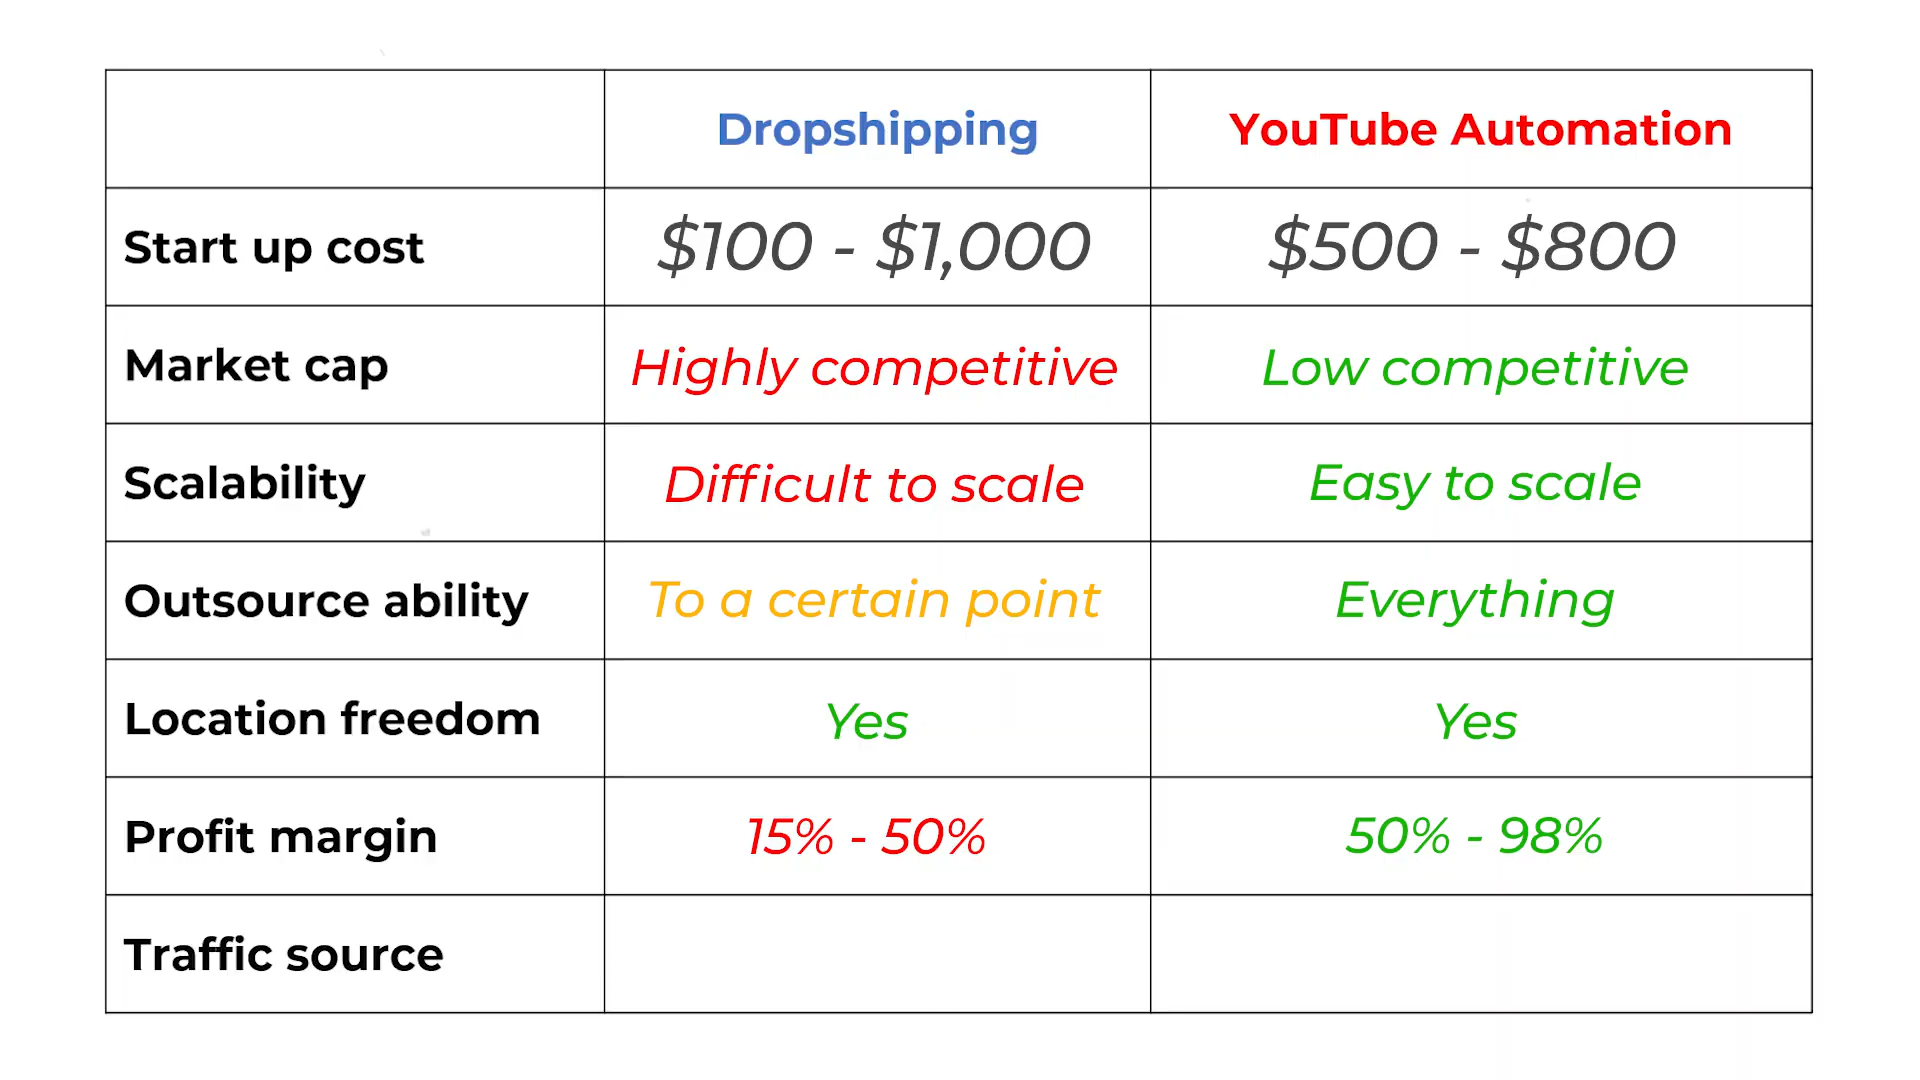 Dropshipping YouTube Automation
Start up cost $100 - $1,000 $500 - $800
Market cap Highly competitive Low competitive
Scalability Difficult to scale Easy to scale
Outsource ability To a certain point Everything
Location freedom Yes Yes
Profit margin 15% - 50% 50% - 98%
Traffic source